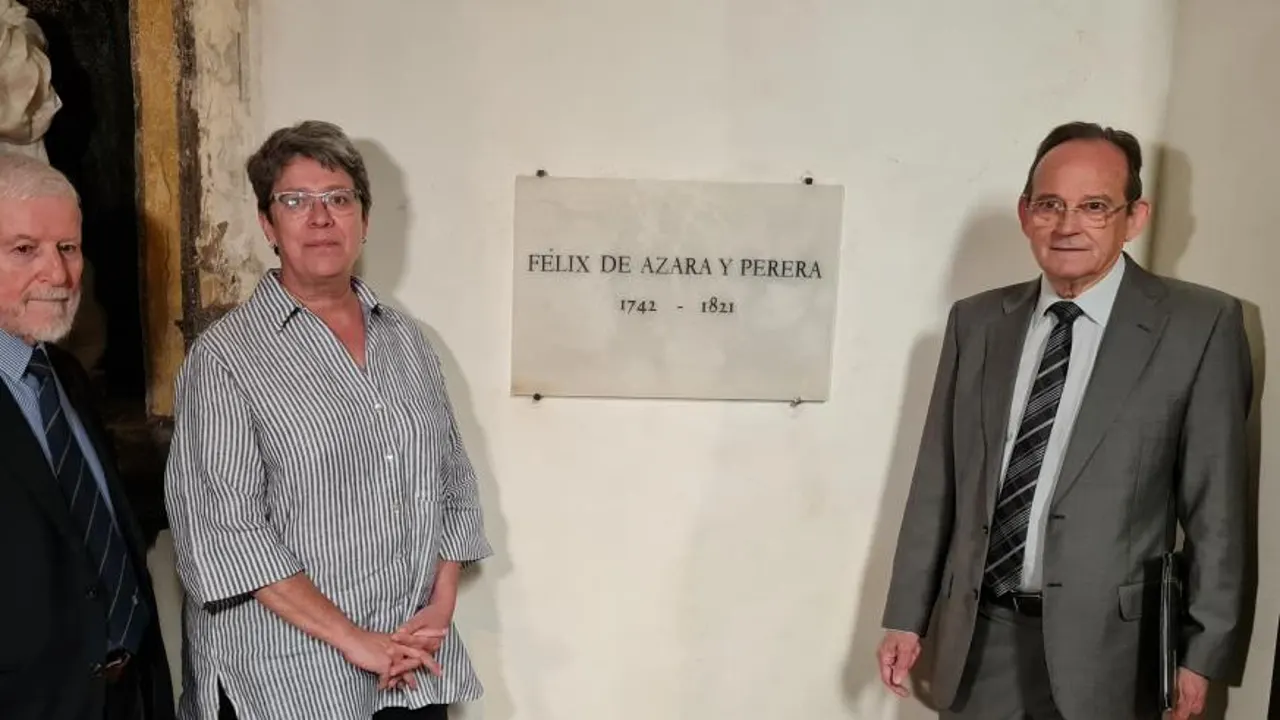 FÉLIX DE AZARA Y PERERA
1742 - 1821